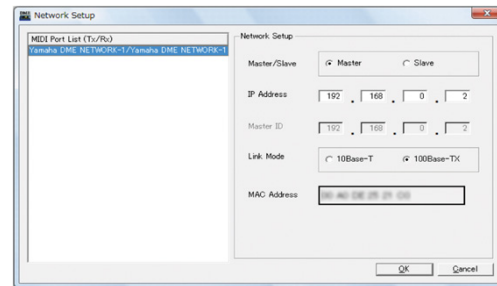 Network Setup
MIDI Port List (Tx/Rx)
Yamaha DME NETWORK-1/Yamaha DME NETWORK-1
Network Setup
Master/Slave
Master
Slave
IP Address
192 . 168 . 0 . 2
Master ID
192 . 168 . 0 . 2
Link Mode
10Base-T
100Base-TX
MAC Address
OK
Cancel